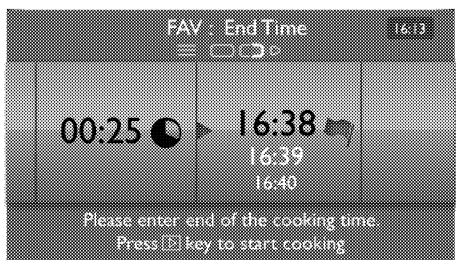 FAV : End Time
16:13
00:25
16:38
16:39
16:40
Please enter end of the cooking time.
Press key to start cooking